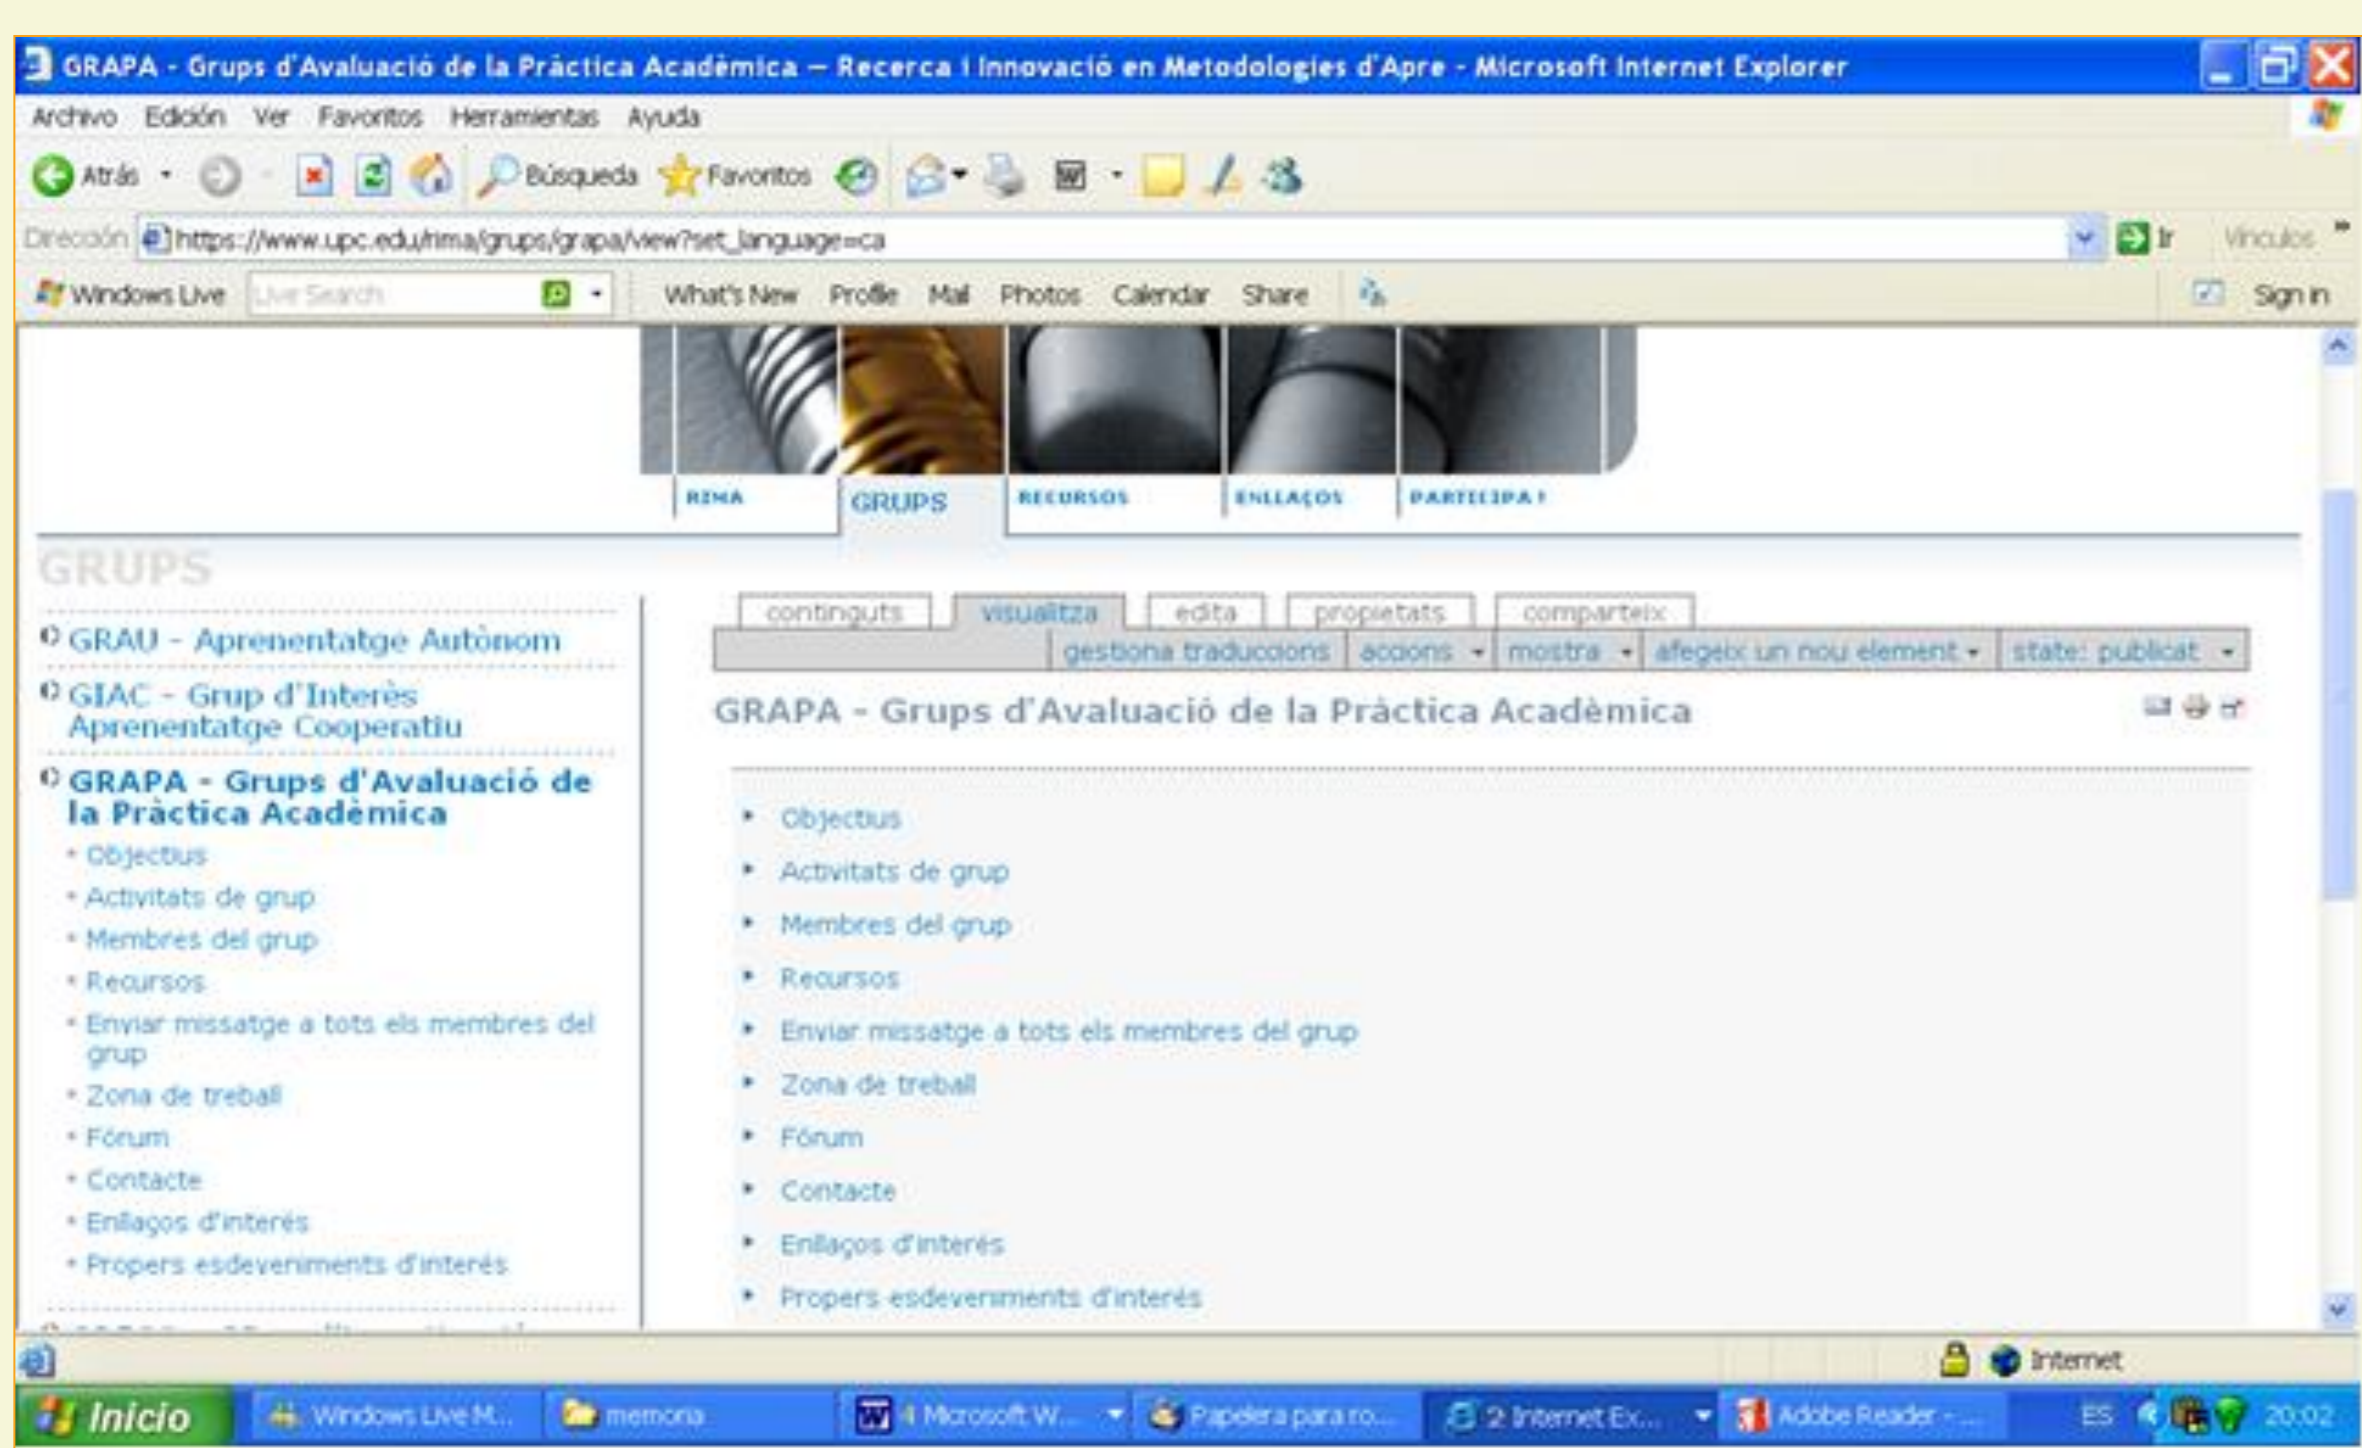 GRAPA - Grups d'Avaluació de la Pràctica Acadèmica — Recerca i Innovació en Metodologies d'Apre - Microsoft Internet Explorer
Archivo Edición Ver Favoritos Herramientas Ayuda
Atrás Búsqueda Favoritos
Dirección https://www.upc.edu/rima/grups/grapa/view?set_language=ca Ir Vínculos »
Windows Live Live Search What's New Profile Mail Photos Calendar Share Sign in
RIMA GRUPS RECURSOS ENLLAÇOS PARTICIPA!
GRUPS
continguts visualitza edita propietats comparteix
gestiona traduccions accions mostra afegeix un nou element state: publicat
GRAU - Aprenentatge Autònom
GIAC - Grup d'Interès
Aprenentatge Cooperatiu
GRAPA - Grups d'Avaluació de
la Pràctica Acadèmica
Objectius
Activitats de grup
Membres del grup
Recursos
Enviar missatge a tots els membres del
grup
Zona de treball
Fòrum
Contacte
Enllaços d'interés
Propers esdeveniments d'interés
GRAPA - Grups d'Avaluació de la Pràctica Acadèmica
Objectius
Activitats de grup
Membres del grup
Recursos
Enviar missatge a tots els membres del grup
Zona de treball
Fòrum
Contacte
Enllaços d'interés
Propers esdeveniments d'interés
Internet
Inicio Windows Live M... memoria 4 Microsoft W... Papelera para ro... 2 Internet Ex... Adobe Reader - ... ES 20:02